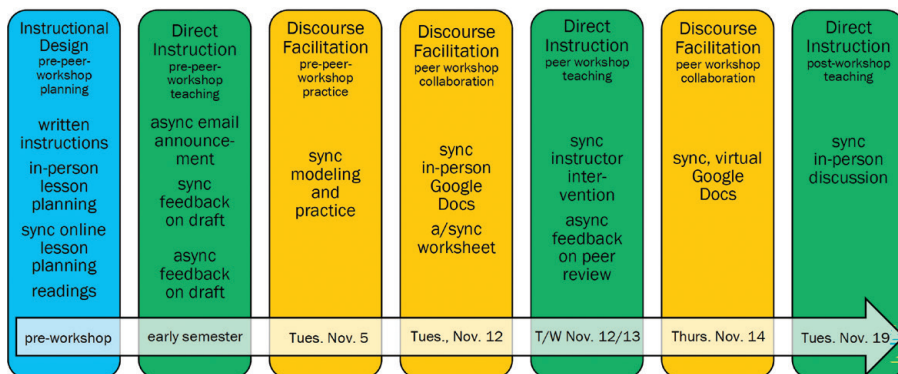 Instructional
Design
pre-peer-
workshop
planning
written
instructions
in-person
lesson
planning
sync online
lesson
planning
readings
pre-workshop
Direct
Instruction
pre-peer-
workshop
teaching
async email
announce-
ment
sync
feedback
on draft
async
feedback
on draft
early semester
Discourse
Facilitation
pre-peer-
workshop
practice
sync
modeling
and
practice
Tues. Nov. 5
Discourse
Facilitation
peer workshop
collaboration
sync
in-person
Google
Docs
a/sync
worksheet
Tues., Nov. 12
Direct
Instruction
peer workshop
teaching
sync
instructor
inter-
vention
async
feedback
on peer
review
T/W Nov. 12/13
Discourse
Facilitation
peer workshop
collaboration
sync, virtual
Google
Docs
Thurs. Nov. 14
Direct
Instruction
post-workshop
teaching
sync
in-person
discussion
Tues. Nov. 19